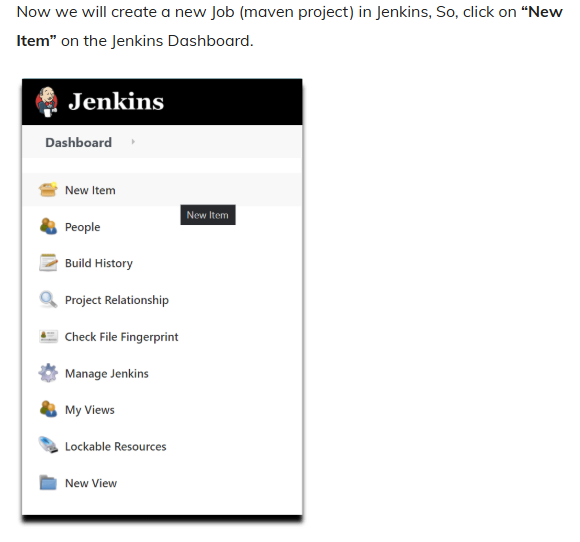 Now we will create a new Job (maven project) in Jenkins, So, click on “New
Item” on the Jenkins Dashboard.
Jenkins
Dashboard
New Item
New Item
People
Build History
Project Relationship
Check File Fingerprint
Manage Jenkins
My Views
Lockable Resources
New View